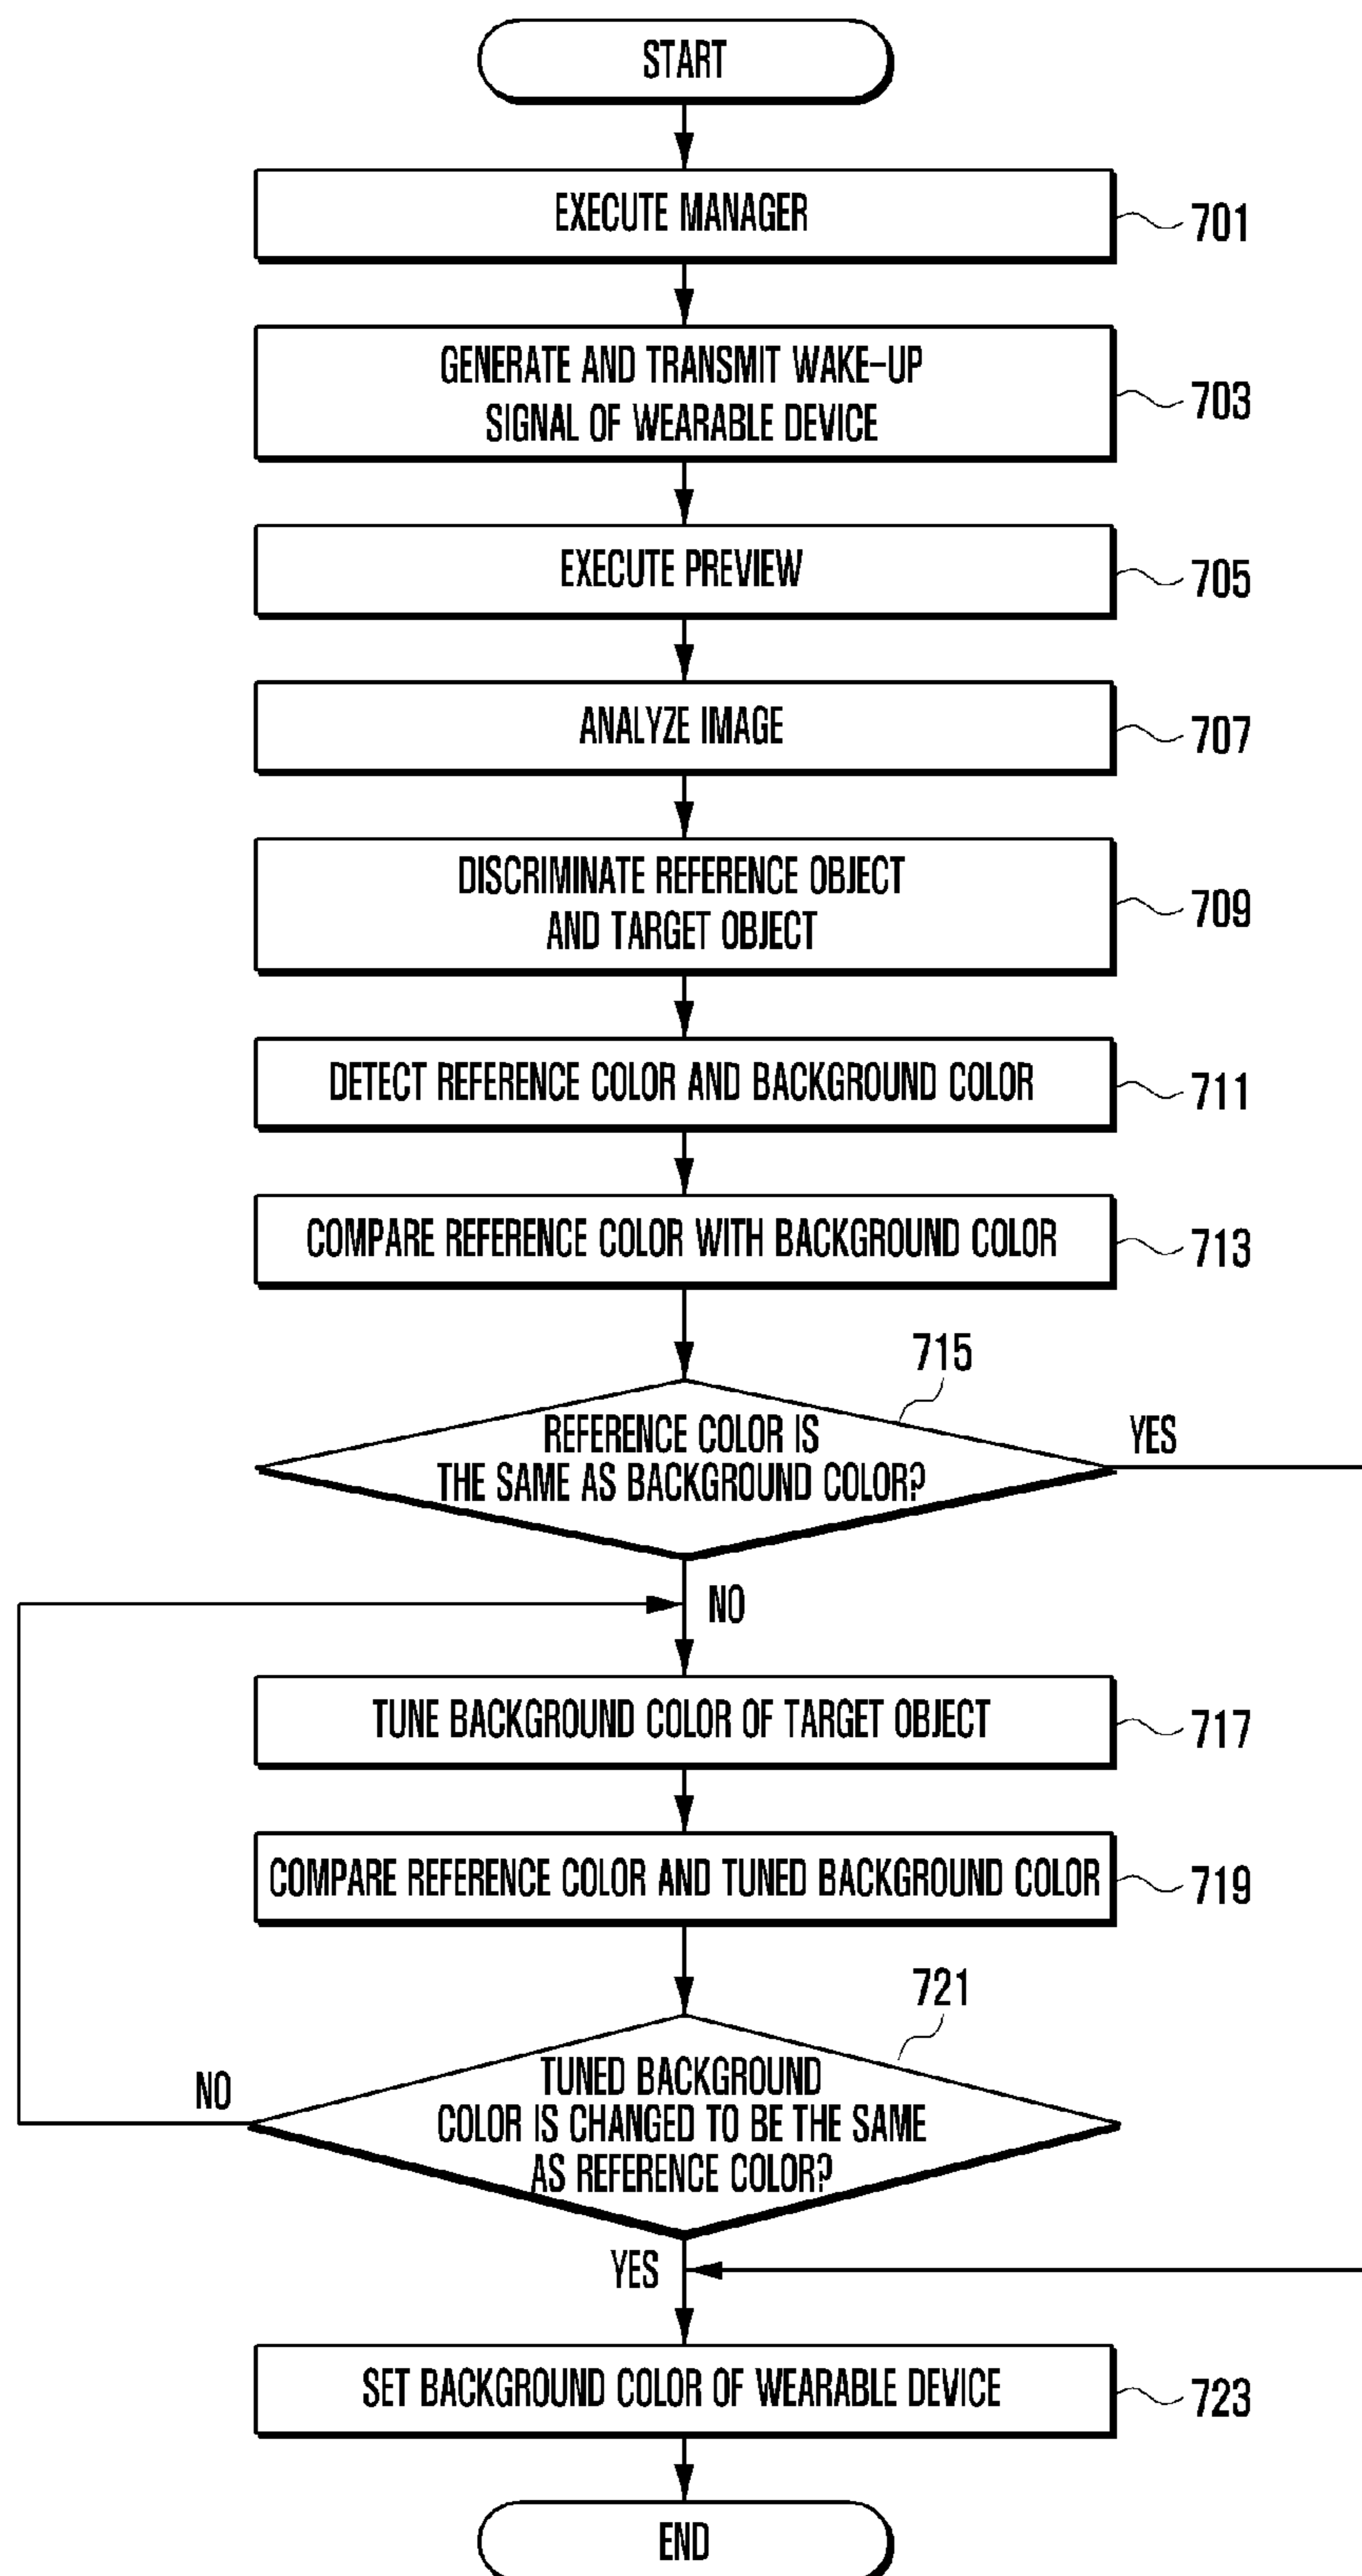 START
EXECUTE MANAGER
701
GENERATE AND TRANSMIT WAKE-UP
SIGNAL OF WEARABLE DEVICE
703
EXECUTE PREVIEW
705
ANALYZE IMAGE
707
DISCRIMINATE REFERENCE OBJECT
AND TARGET OBJECT
709
DETECT REFERENCE COLOR AND BACKGROUND COLOR
711
COMPARE REFERENCE COLOR WITH BACKGROUND COLOR
713
715
REFERENCE COLOR IS
THE SAME AS BACKGROUND COLOR?
YES
NO
TUNE BACKGROUND COLOR OF TARGET OBJECT
717
COMPARE REFERENCE COLOR AND TUNED BACKGROUND COLOR
719
721
TUNED BACKGROUND
COLOR IS CHANGED TO BE THE SAME
AS REFERENCE COLOR?
NO
YES
SET BACKGROUND COLOR OF WEARABLE DEVICE
723
END